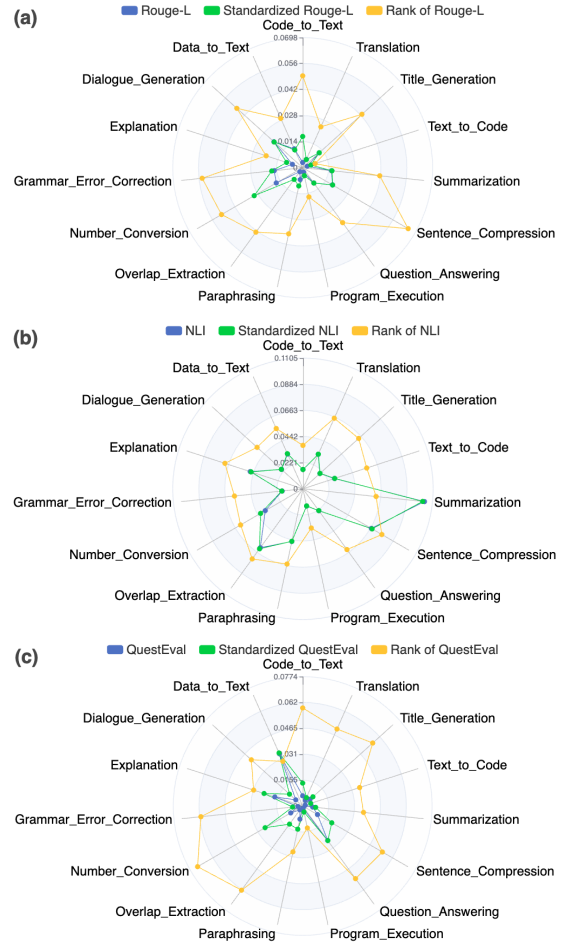 (a)
Rouge-L Standardized Rouge-L Rank of Rouge-L
Code_to_Text
0.0698
Data_to_Text Translation
0.056
Dialogue_Generation Title_Generation
0.042
0.028
Explanation Text_to_Code
0.014
Grammar_Error_Correction Summarization
Number_Conversion Sentence_Compression
Overlap_Extraction Question_Answering
Paraphrasing Program_Execution
(b)
NLI Standardized NLI Rank of NLI
Code_to_Text
0.1105
Data_to_Text Translation
0.0884
Dialogue_Generation Title_Generation
0.0663
0.0442
Explanation Text_to_Code
0.0221
0
Grammar_Error_Correction Summarization
Number_Conversion Sentence_Compression
Overlap_Extraction Question_Answering
Paraphrasing Program_Execution
(c)
QuestEval Standardized QuestEval Rank of QuestEval
Code_to_Text
0.0774
Data_to_Text Translation
0.062
Dialogue_Generation Title_Generation
0.0465
0.031
Explanation Text_to_Code
0.0155
Grammar_Error_Correction Summarization
Number_Conversion Sentence_Compression
Overlap_Extraction Question_Answering
Paraphrasing Program_Execution